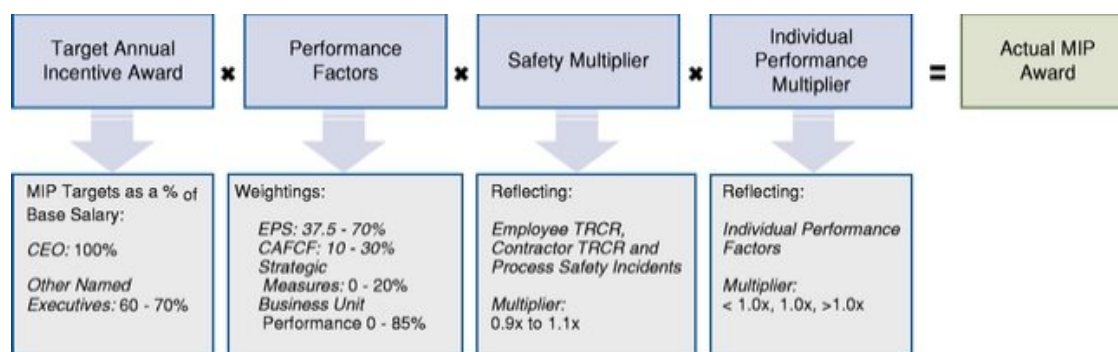 Target Annual
Incentive Award
✖
Performance
Factors
✖
Safety Multiplier
✖
Individual
Performance
Multiplier
=
Actual MIP
Award
MIP Targets as a % of
Base Salary:
CEO: 100%
Other Named
Executives: 60 - 70%
Weightings:
EPS: 37.5 - 70%
CAFCF: 10 - 30%
Strategic
Measures: 0 - 20%
Business Unit
Performance 0 - 85%
Reflecting:
Employee TRCR,
Contractor TRCR and
Process Safety Incidents
Multiplier:
0.9x to 1.1x
Reflecting:
Individual Performance
Factors
Multiplier:
< 1.0x, 1.0x, >1.0x